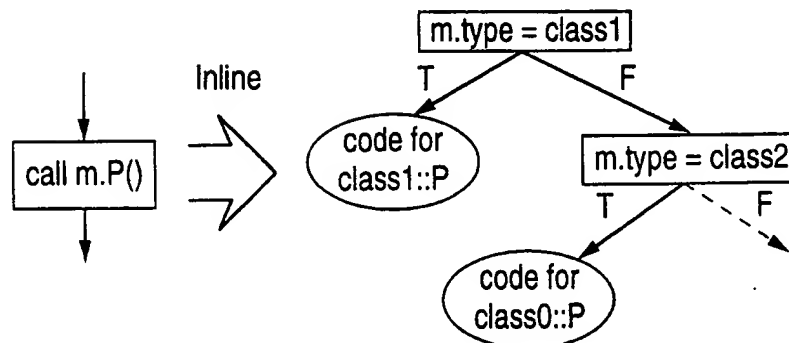 m.type = class1
T
F
Inline
call m.P()
code for
class1::P
m.type = class2
T
F
code for
class0::P